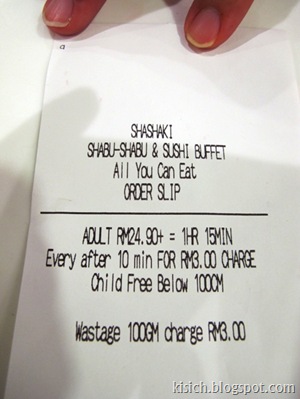 SHASHAKI
SHABU-SHABU & SUSHI BUFFET
All You Can Eat
ORDER SLIP
ADULT RM24.90+ = 1HR 15MIN
Every after 10 min FOR RM3.00 CHARGE
Child Free Below 100CM
Wastage 100GM charge RM3.00
kisich.blogspot.com